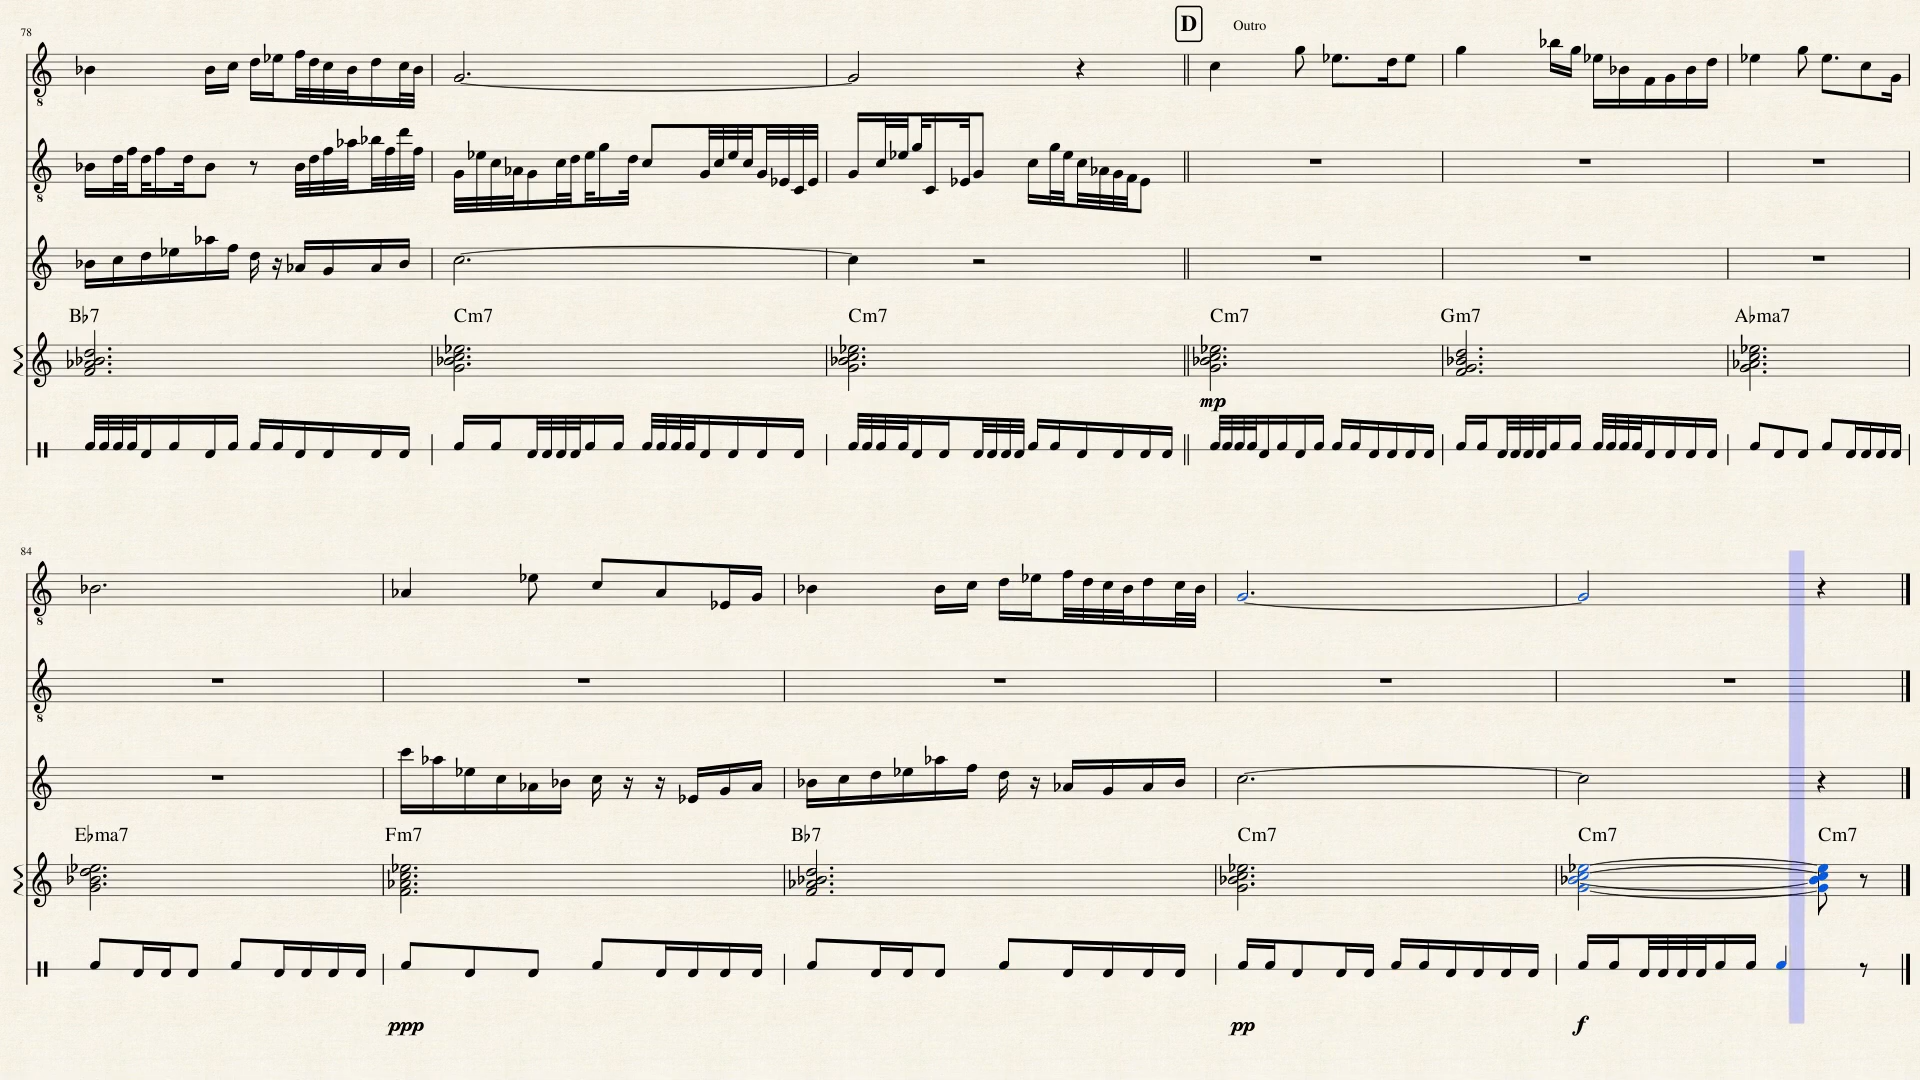 D Outro
78
B♭7 Cm7 Cm7 Cm7 Gm7 A♭ma7
mp
84
E♭ma7 Fm7 B♭7 Cm7 Cm7 Cm7
ppp pp f